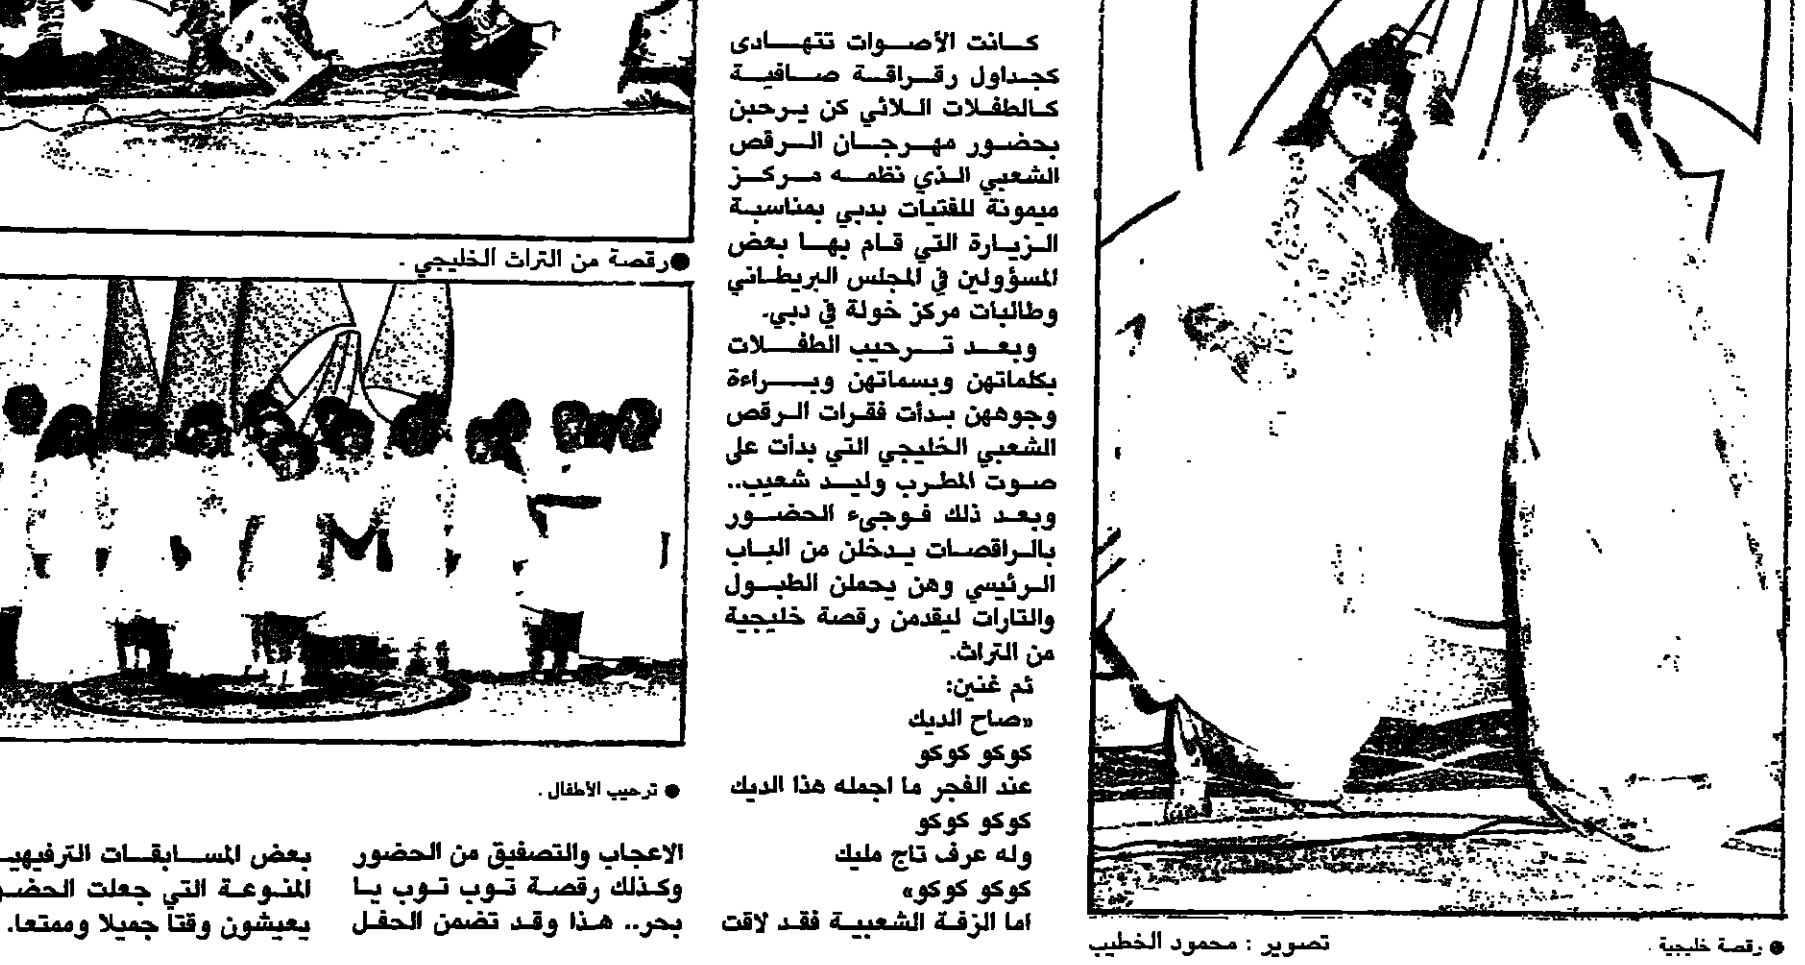 كانت الأصوات تتهادى
كجداول رقراقة صافية
كالطفلات اللائي كن يرحبن
بحضور مهرجان الرقص
الشعبي الذي نظمه مركز
ميمونة للفتيات بدبي بمناسبة
الزيارة التي قام بها بعض
المسؤولين في المجلس البريطاني
وطالبات مركز خولة في دبي.
وبعد ترحيب الطفلات
بكلماتهن وبسماتهن وبراءة
وجوههن بدأت فقرات الرقص
الشعبي الخليجي التي بدأت على
صوت المطرب وليد شعيب..
وبعد ذلك فوجىء الحضور
بالراقصات يدخلن من الباب
الرئيسي وهن يحملن الطبول
والتارات ليقدمن رقصة خليجية
من التراث.
ثم غنين:
«صاح الديك
كوكو كوكو
عند الفجر ما اجمله هذا الديك
كوكو كوكو
وله عرف تاج مليك
كوكو كوكو»
اما الزفة الشعبية فقد لاقت
الاعجاب والتصفيق من الحضور
وكذلك رقصة توب توب يا
بحر.. هذا وقد تضمن الحفل
بعض المسابقات الترفيهيـ
المنوعة التي جعلت الحضو
يعيشون وقتا جميلا وممتعا.
●رقصة من التراث الخليجي .
● ترحيب الأطفال .
● رقصة خليجية .
تصوير : محمود الخطيب